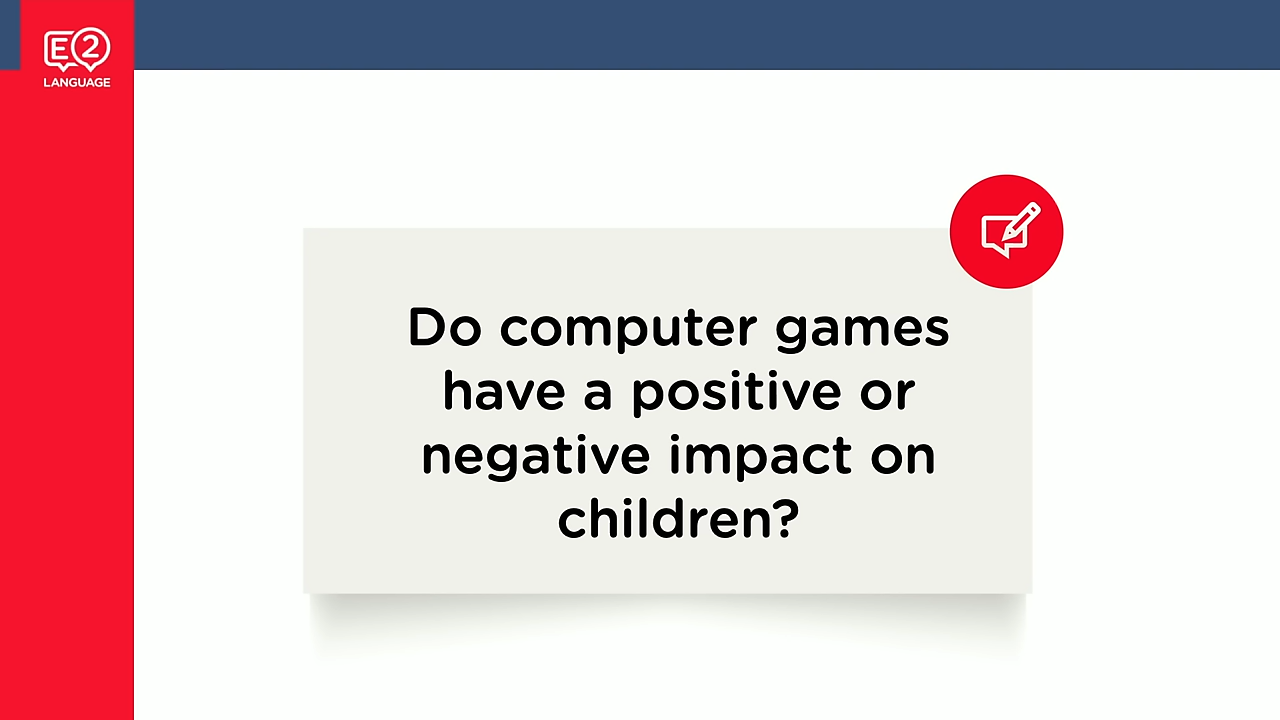 E2
LANGUAGE
Do computer games
have a positive or
negative impact on
children?